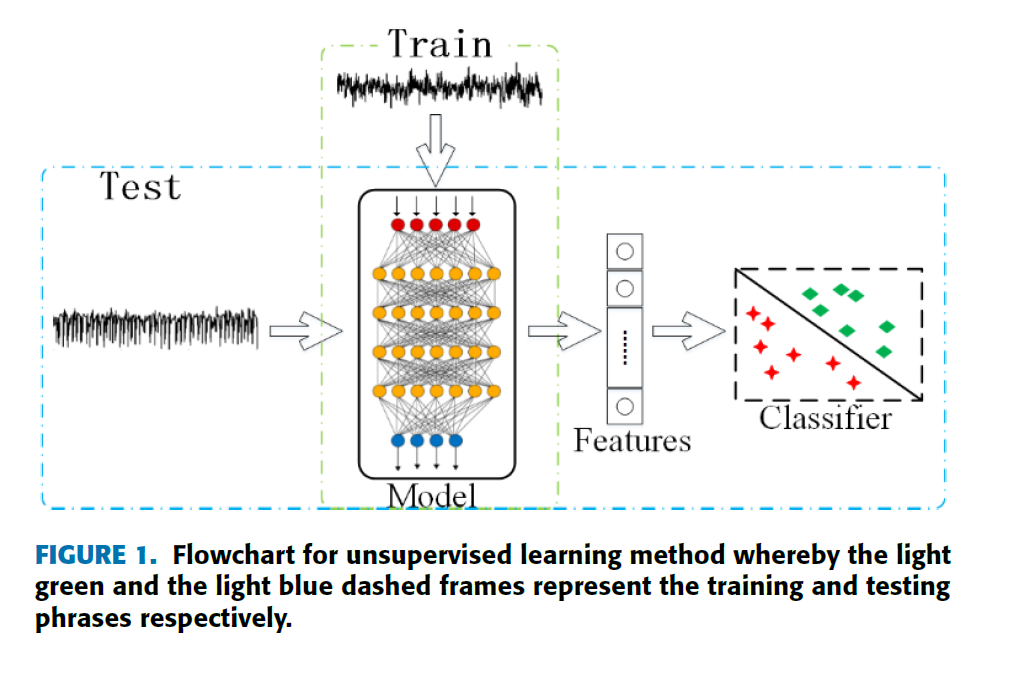 Train
Test
Model
Features
Classifier
FIGURE 1. Flowchart for unsupervised learning method whereby the light
green and the light blue dashed frames represent the training and testing
phrases respectively.